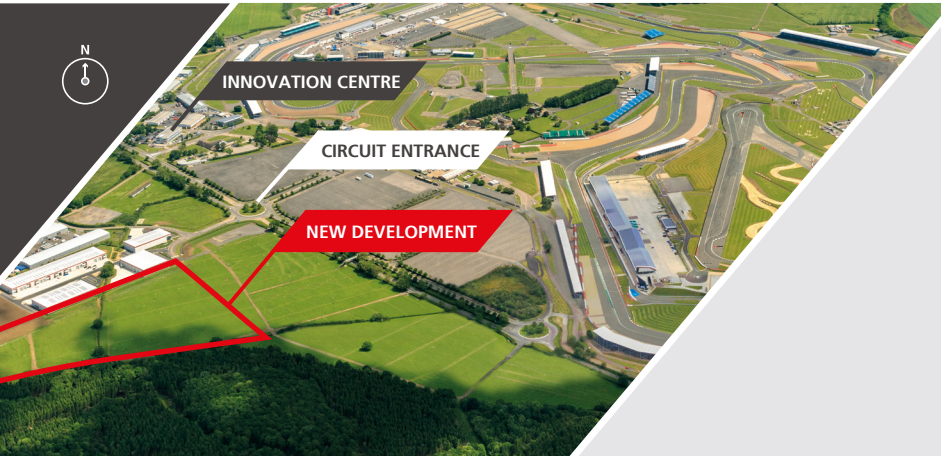 N
INNOVATION CENTRE
CIRCUIT ENTRANCE
NEW DEVELOPMENT